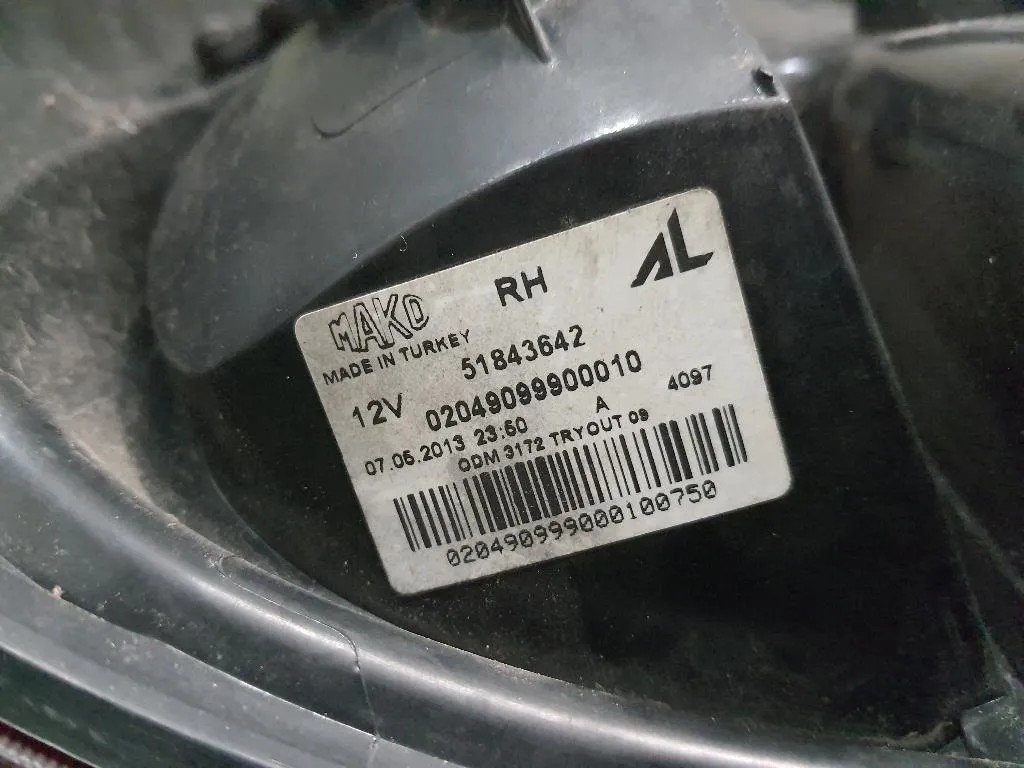 MAKO RH AL
MADE IN TURKEY
51843642
12V 02049099900010
A 4097
07.05.2013 23:50
ODM 3172 TRYOUT 09
020490999000100750